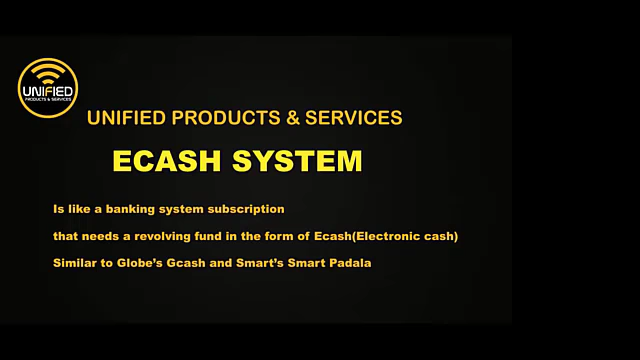 UNIFIED
PRODUCTS & SERVICES
UNIFIED PRODUCTS & SERVICES
ECASH SYSTEM
Is like a banking system subscription
that needs a revolving fund in the form of Ecash(Electronic cash)
Similar to Globe’s Gcash and Smart’s Smart Padala